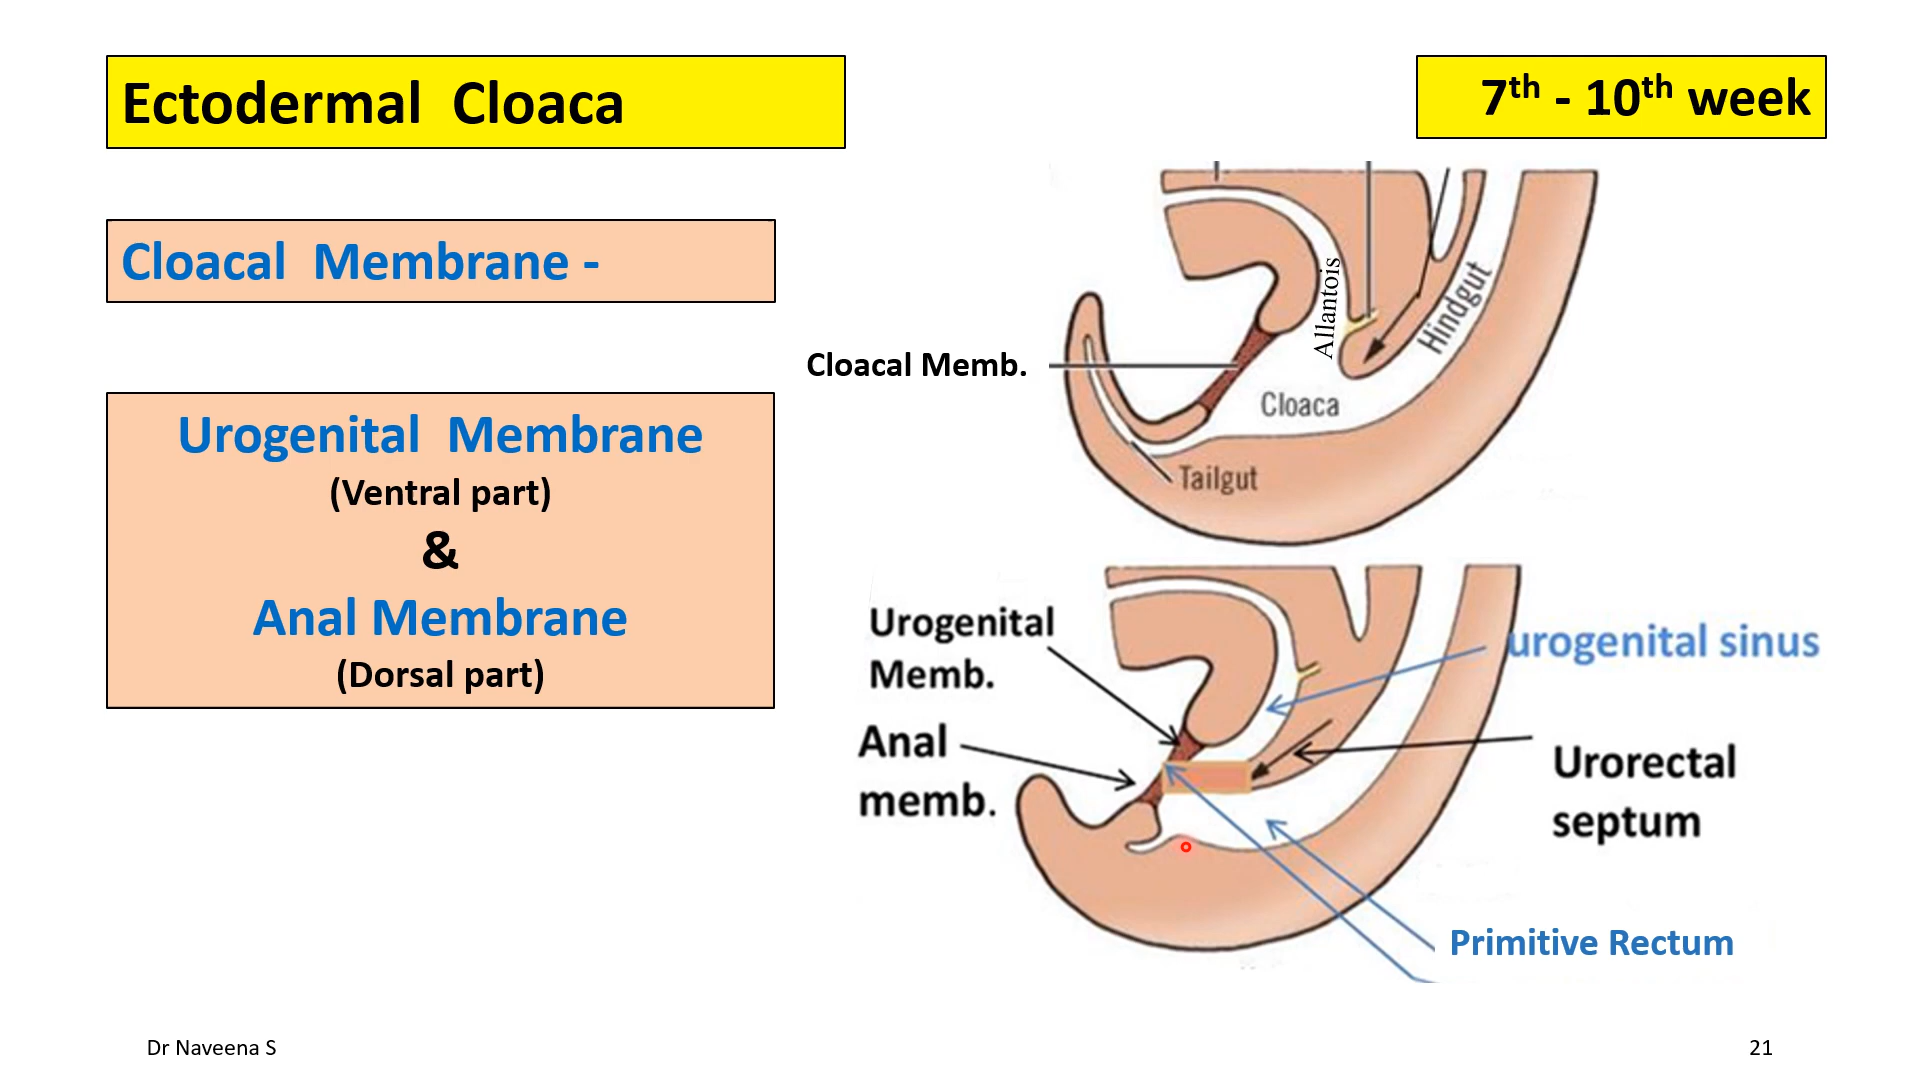 Ectodermal Cloaca
7th - 10th week
Cloacal Membrane -
Urogenital Membrane
(Ventral part)
&
Anal Membrane
(Dorsal part)
Allantois
Hindgut
Cloacal Memb.
Cloaca
Tailgut
Urogenital
Memb.
urogenital sinus
Anal
memb.
Urorectal
septum
Primitive Rectum
Dr Naveena S
21